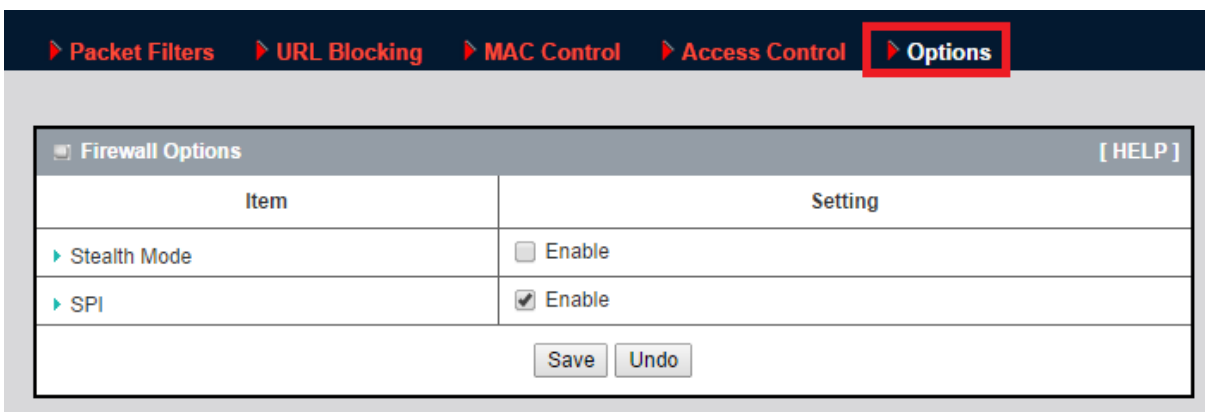 Packet Filters URL Blocking MAC Control Access Control Options
Firewall Options [ HELP ]
Item Setting
Stealth Mode Enable
SPI Enable
Save Undo